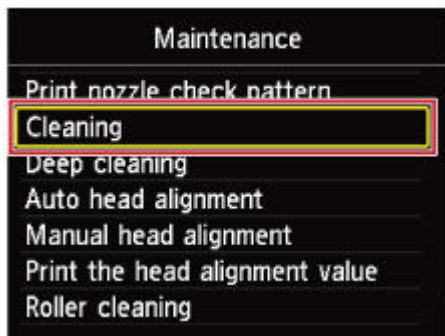 Maintenance
Print nozzle check pattern
Cleaning
Deep cleaning
Auto head alignment
Manual head alignment
Print the head alignment value
Roller cleaning